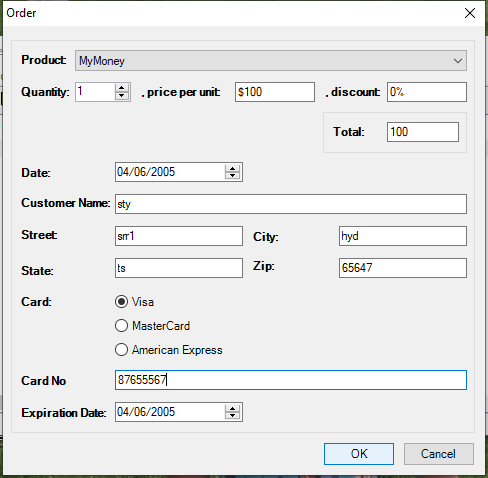 Order
Product: MyMoney
Quantity: 1 , price per unit: $100 , discount: 0%
Total: 100
Date: 04/06/2005
Customer Name: sty
Street: srr1 City: hyd
State: ts Zip: 65647
Card: Visa
MasterCard
American Express
Card No 87655567
Expiration Date: 04/06/2005
OK Cancel